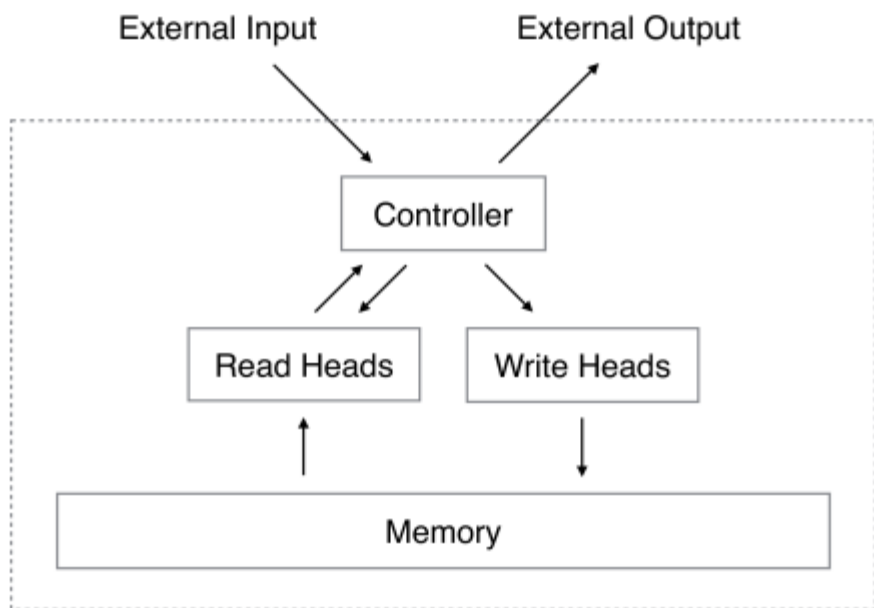 External Input
External Output
Controller
Read Heads
Write Heads
Memory